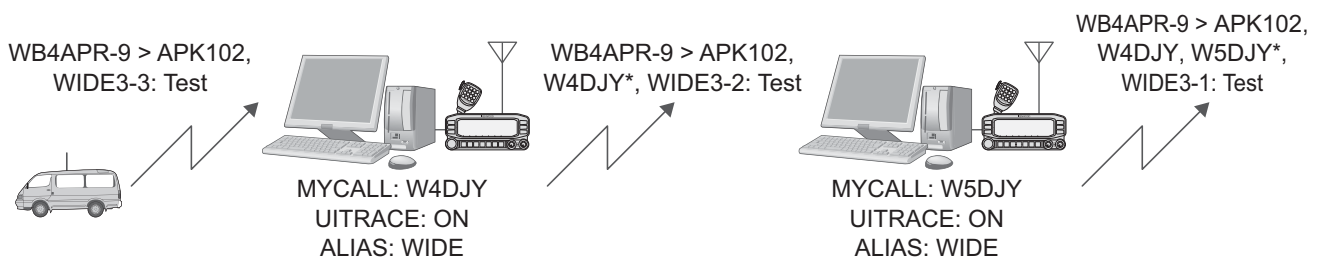 WB4APR-9 > APK102,
WIDE3-3: Test
MYCALL: W4DJY
UITRACE: ON
ALIAS: WIDE
WB4APR-9 > APK102,
W4DJY*, WIDE3-2: Test
MYCALL: W5DJY
UITRACE: ON
ALIAS: WIDE
WB4APR-9 > APK102,
W4DJY, W5DJY*,
WIDE3-1: Test